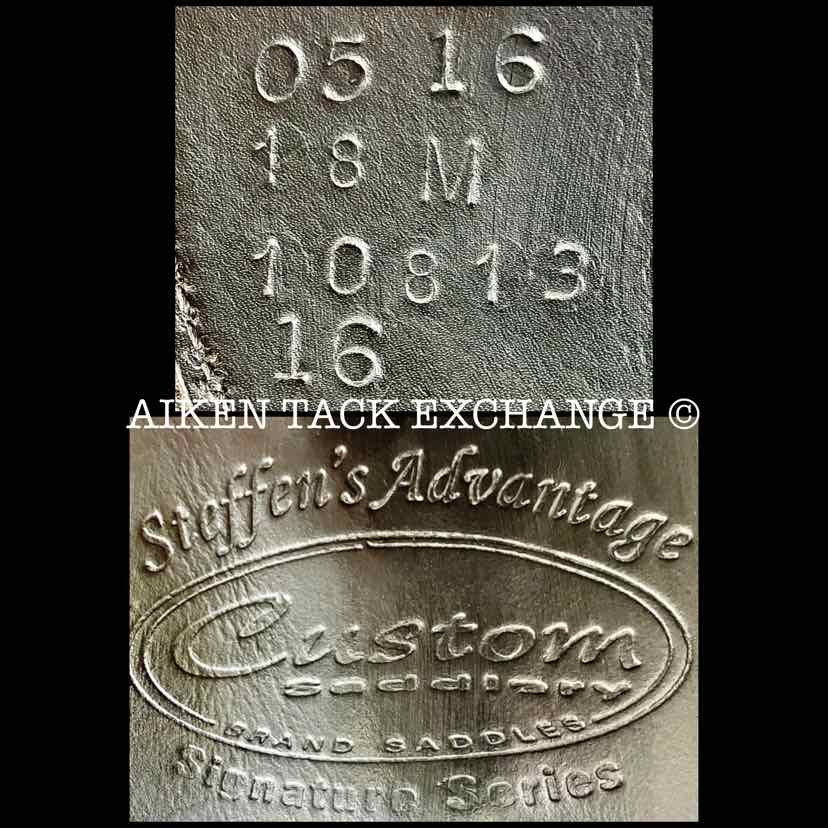 05 16
18 M
10813
16
AIKEN TACK EXCHANGE ©
Steffen's Advantage
Custom
saddlery
BRAND SADDLES
Signature Series